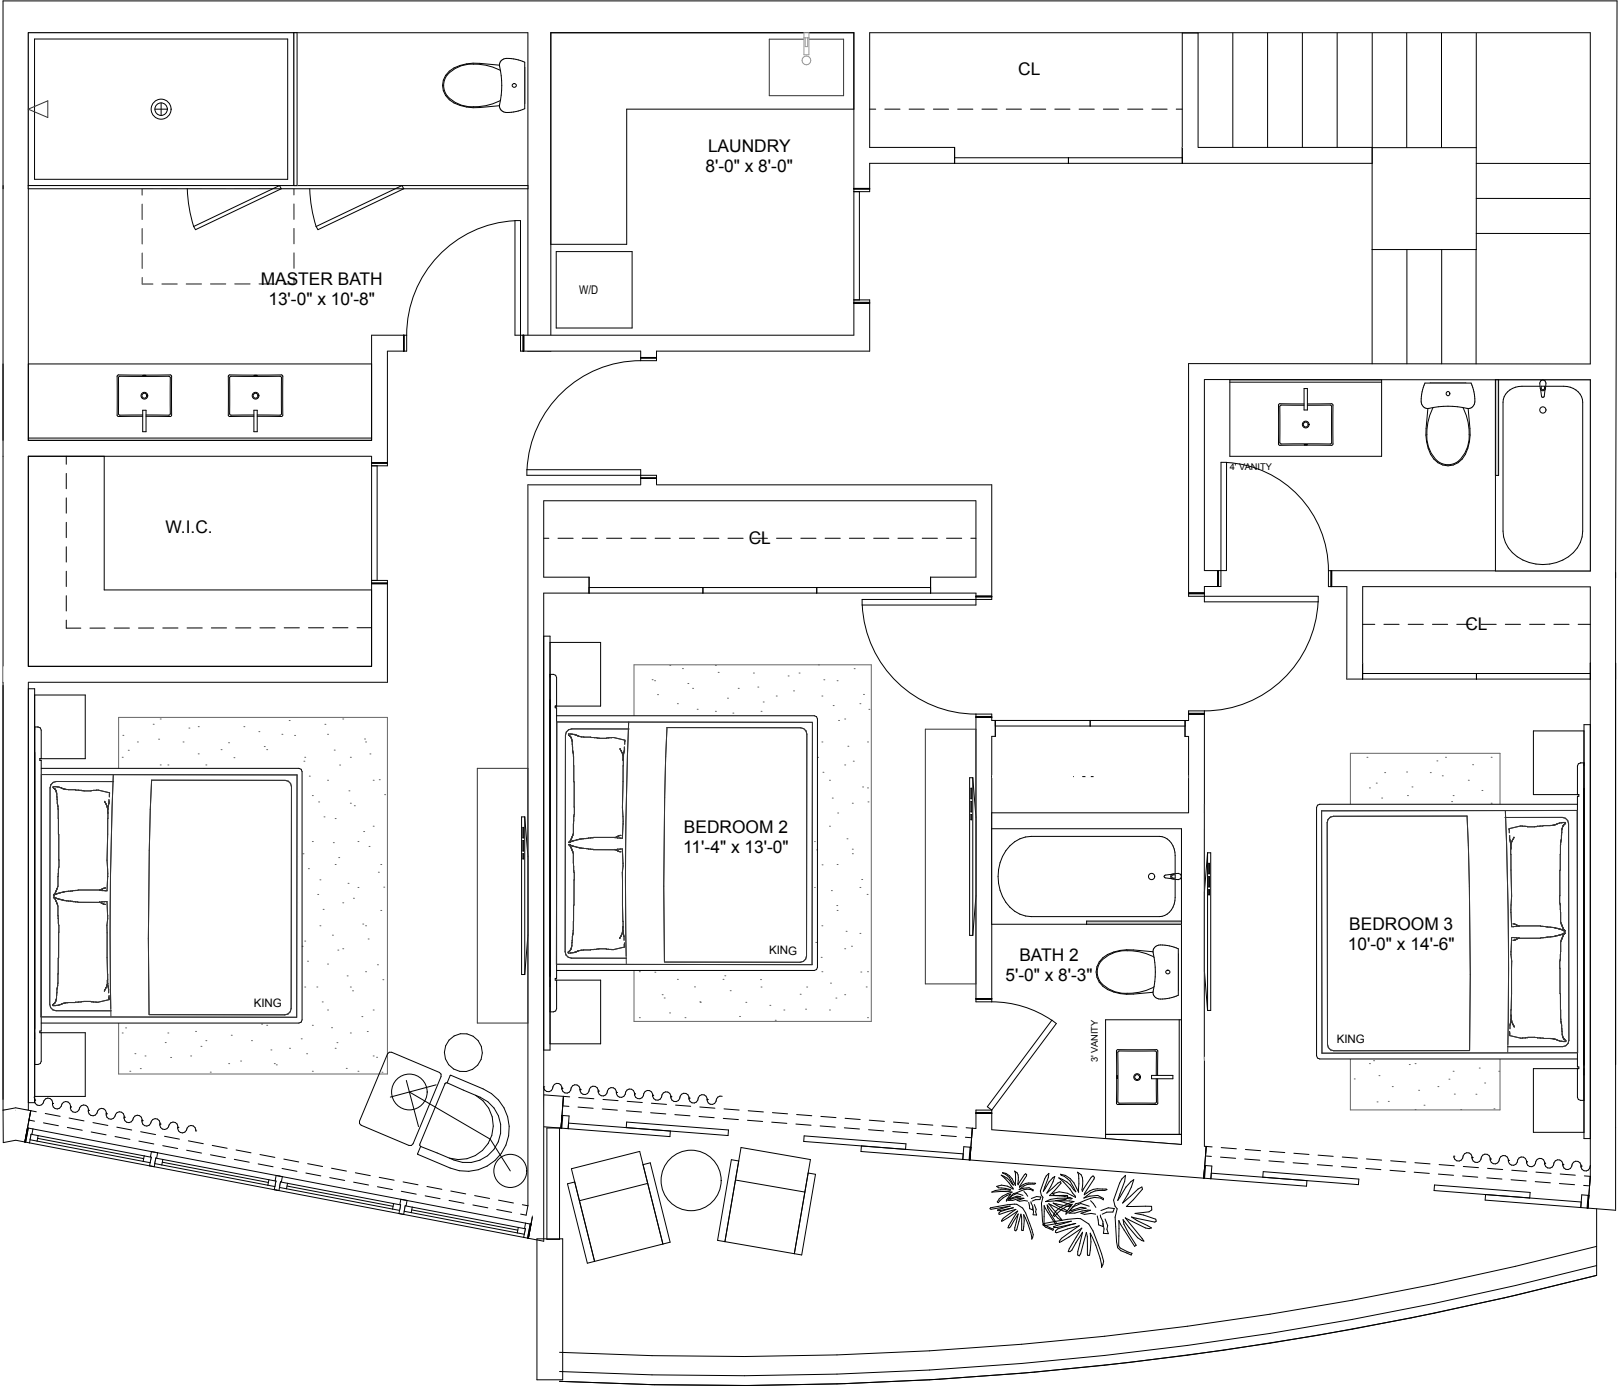 CL
LAUNDRY
8'-0" x 8'-0"
MASTER BATH
13'-0" x 10'-8"
W/D
4' VANITY
W.I.C.
CL
CL
BEDROOM 2
11'-4" x 13'-0"
KING
BEDROOM 3
10'-0" x 14'-6"
BATH 2
5'-0" x 8'-3"
KING
3' VANITY
KING